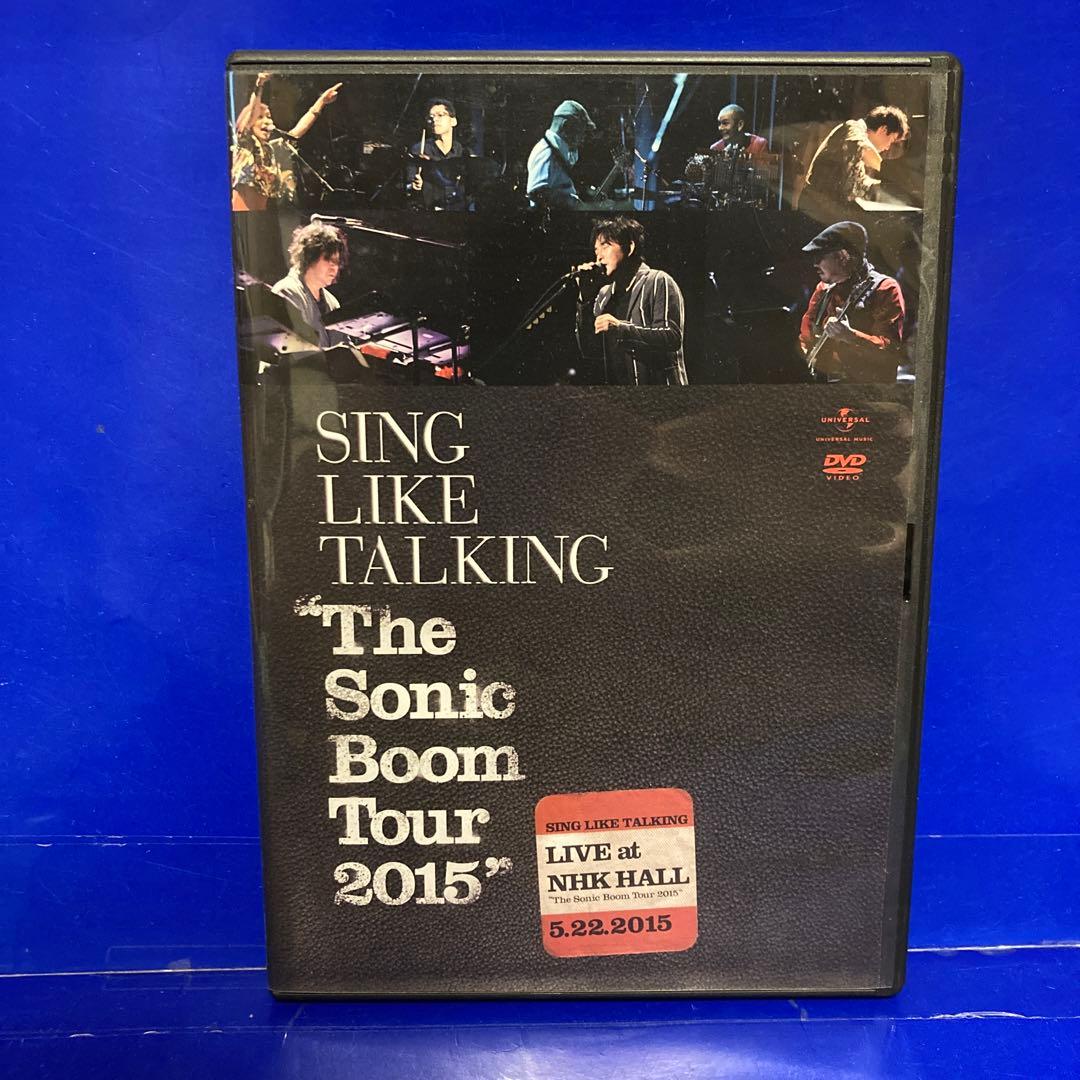 UNIVERSAL
UNIVERSAL MUSIC
DVD
VIDEO
SING
LIKE
TALKING
"The
Sonic
Boom
Tour
2015"
SING LIKE TALKING
LIVE at
NHK HALL
"The Sonic Boom Tour 2015"
5.22.2015